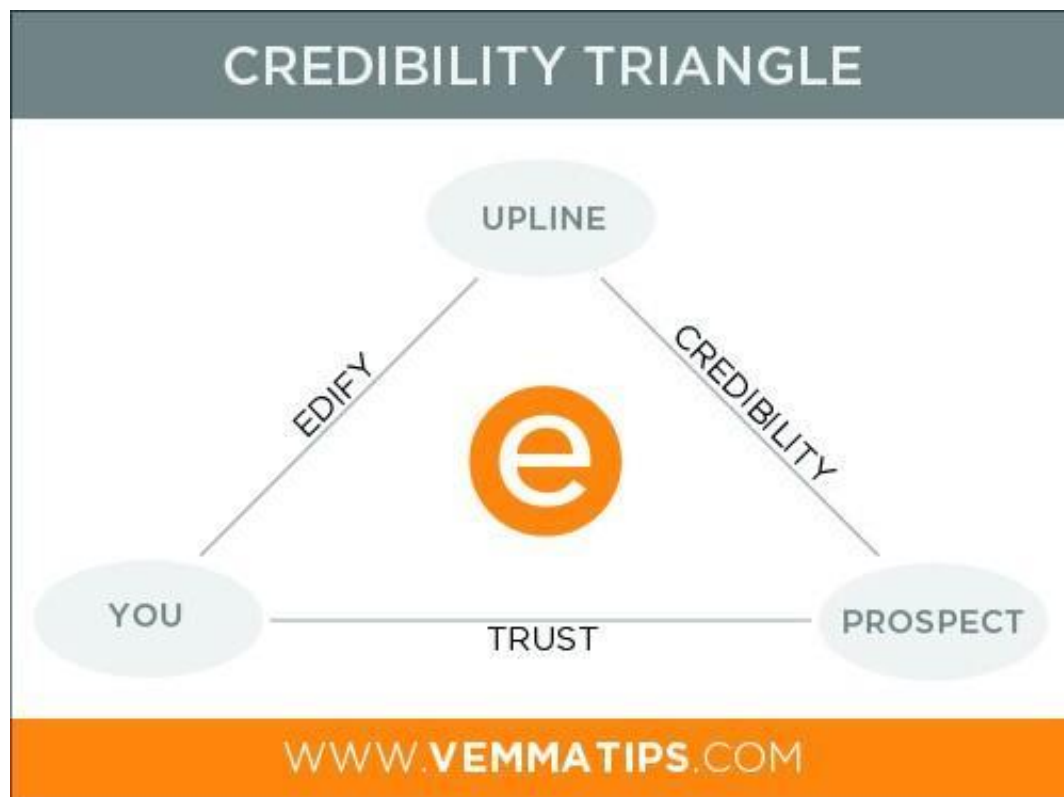 CREDIBILITY TRIANGLE
UPLINE
EDIFY
CREDIBILITY
e
YOU
TRUST
PROSPECT
WWW.VEMMATIPS.COM